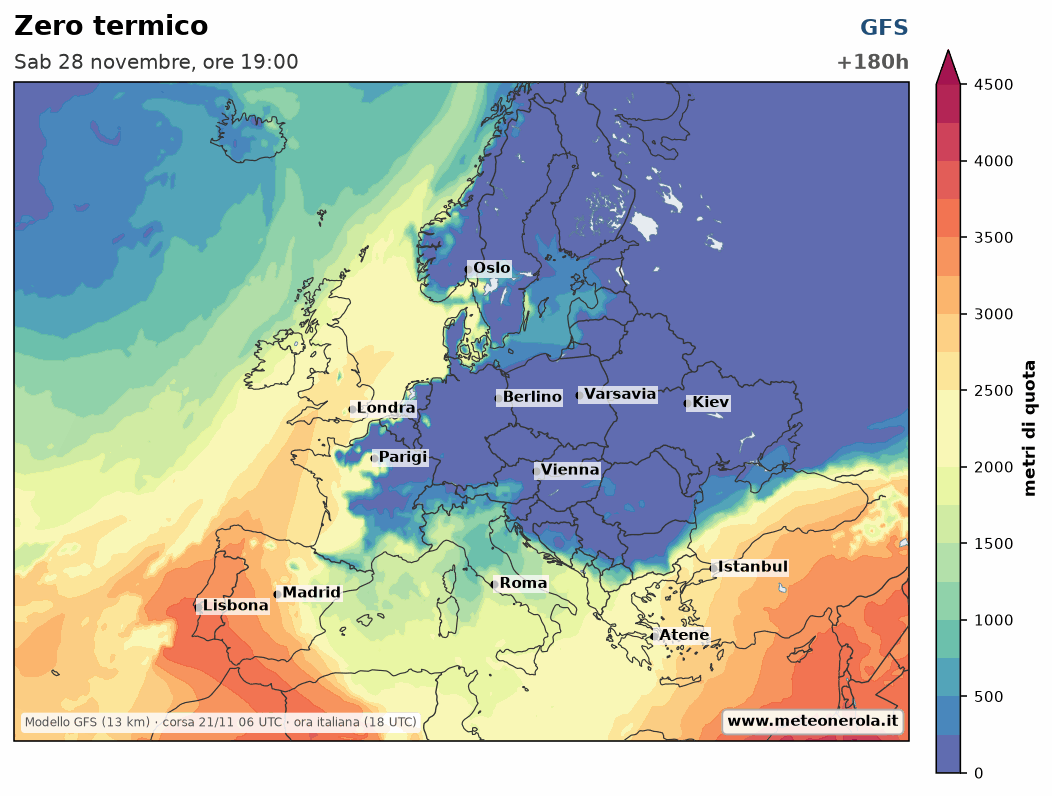 Zero termico
GFS
Sab 28 novembre, ore 19:00
+180h
4500
4000
3500
3000
2500
2000
1500
1000
500
0
metri di quota
Oslo
Berlino
Varsavia
Kiev
Londra
Parigi
Vienna
Istanbul
Roma
Madrid
Lisbona
Atene
Modello GFS (13 km) · corsa 21/11 06 UTC · ora italiana (18 UTC)
www.meteonerola.it